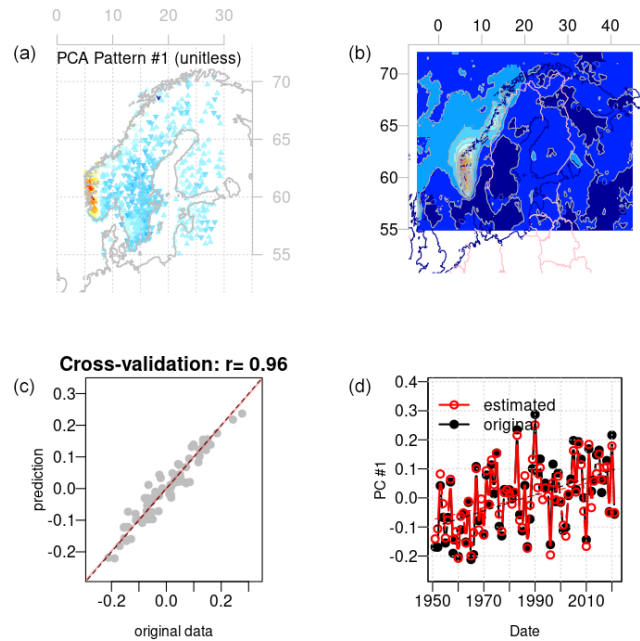 0 10 20 30
(a)
PCA Pattern #1 (unitless)
70
65
60
55
0 10 20 30 40
(b)
70
65
60
55
Cross-validation: r= 0.96
(c)
0.3
0.2
0.1
0.0
-0.1
-0.2
prediction
-0.2 0.0 0.2
original data
(d)
0.4
0.3
0.2
0.1
0.0
-0.1
-0.2
PC #1
estimated
original
1950 1970 1990 2010
Date